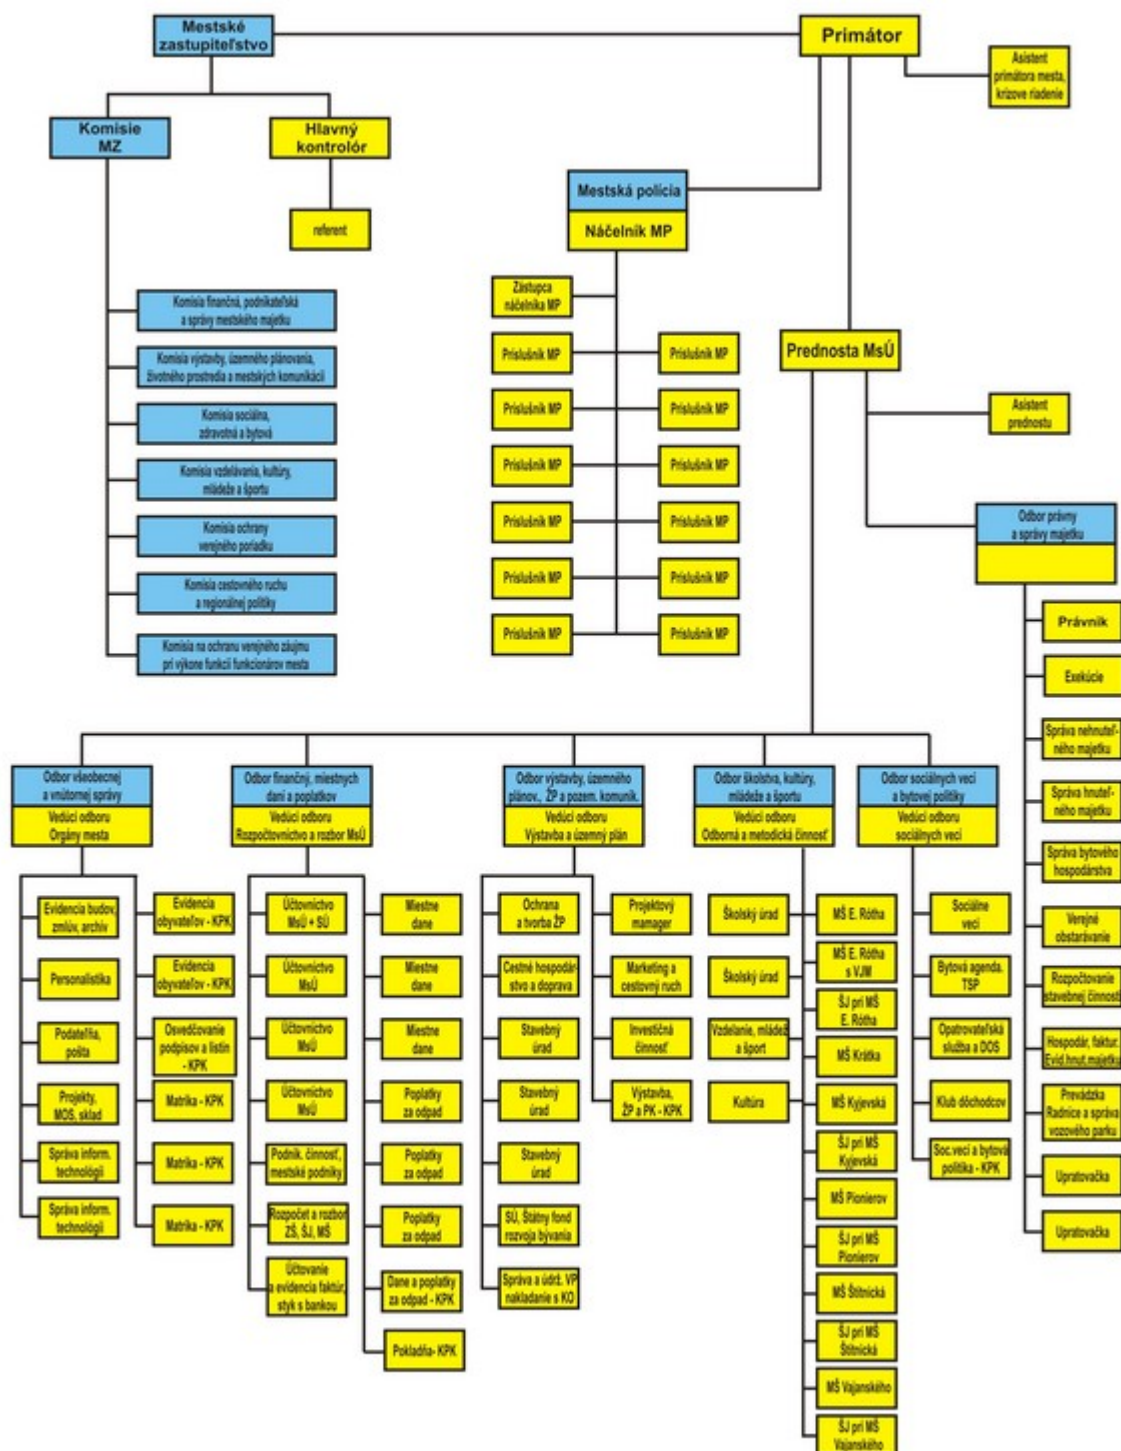 Mestské
zastupiteľstvo
Primátor
Asistent
primátora mesta,
krízove riadenie
Komisie
MZ
Hlavný
kontrolór
referent
Mestská polícia
Náčelník MP
Komisia finančná, podnikateľská
a správy mestského majetku
Komisia výstavby, územného plánovania,
životného prostredia a mestských komunikácii
Komisia sociálna,
zdravotná a bytová
Komisia vzdelávania, kultúry,
mládeže a športu
Komisia ochrany
verejného poriadku
Komisia cestovného ruchu
a regionálnej politiky
Komisia na ochranu verejného záujmu
pri výkone funkcií funkcionárov mesta
Zástupca
náčelníka MP
Príslušník MP
Príslušník MP
Príslušník MP
Príslušník MP
Príslušník MP
Príslušník MP
Príslušník MP
Príslušník MP
Príslušník MP
Príslušník MP
Príslušník MP
Príslušník MP
Prednosta MsÚ
Asistent
prednostu
Odbor právny
a správy majetku
Právnik
Exekúcie
Správa nehnuteľ-
ného majetku
Správa hnuteľ-
ného majetku
Správa bytového
hospodárstva
Verejné
obstarávanie
Rozpočtovanie
stavebnej činnosti
Hospodár, faktur.
Evid.hnut.majetku
Prevádzka
Radnice a správa
vozového parku
Upratovačka
Upratovačka
Odbor všeobecnej
a vnútornej správy
Vedúci odboru
Orgány mesta
Evidencia budov,
zmlúv, archív
Personalistika
Podateľňa,
pošta
Projekty,
MOS, sklad
Správa inform.
technológií
Správa inform.
technológií
Evidencia
obyvateľov - KPK
Evidencia
obyvateľov - KPK
Osvedčovanie
podpisov a listín
- KPK
Matrika - KPK
Matrika - KPK
Matrika - KPK
Odbor finančný, miestnych
daní a poplatkov
Vedúci odboru
Rozpočtovníctvo a rozbor MsÚ
Účtovníctvo
MsÚ + SÚ
Účtovníctvo
MsÚ
Účtovníctvo
MsÚ
Účtovníctvo
MsÚ
Podnik. činnosť,
mestské podniky
Rozpočet a rozbor
ZŠ, ŠJ, MŠ
Účtovanie
a evidencia faktúr,
styk s bankou
Miestne
dane
Miestne
dane
Miestne
dane
Poplatky
za odpad
Poplatky
za odpad
Poplatky
za odpad
Dane a poplatky
za odpad - KPK
Pokladňa- KPK
Odbor výstavby, územného
plánov., ŽP a pozem. komuník.
Vedúci odboru
Výstavba a územný plán
Ochrana
a tvorba ŽP
Cestné hospodár-
stvo a doprava
Stavebný
úrad
Stavebný
úrad
Stavebný
úrad
SÚ, Štátny fond
rozvoja bývania
Správa a údrž. VP
nakladanie s KO
Projektový
manager
Marketing a
cestovný ruch
Investičná
činnosť
Výstavba,
ŽP a PK - KPK
Odbor školstva, kultúry,
mládeže a športu
Vedúci odboru
Odborná a metodická činnosť
Školský úrad
Školský úrad
Vzdelanie, mládež
a šport
Kultúra
MŠ E. Rótha
MŠ E. Rótha
s VJM
ŠJ pri MŠ
E. Rótha
MŠ Krátka
MŠ Kyjevská
ŠJ pri MŠ
Kyjevská
MŠ Pionierov
ŠJ pri MŠ
Pionierov
MŠ Štítnická
ŠJ pri MŠ
Štítnická
MŠ Vajanského
ŠJ pri MŠ
Vajanského
Odbor sociálnych vecí
a bytovej politiky
Vedúci odboru
sociálnych vecí
Sociálne
veci
Bytová agenda.
TSP
Opatrovateľská
služba a DOS
Klub dôchodcov
Soc.veci a bytová
politika - KPK